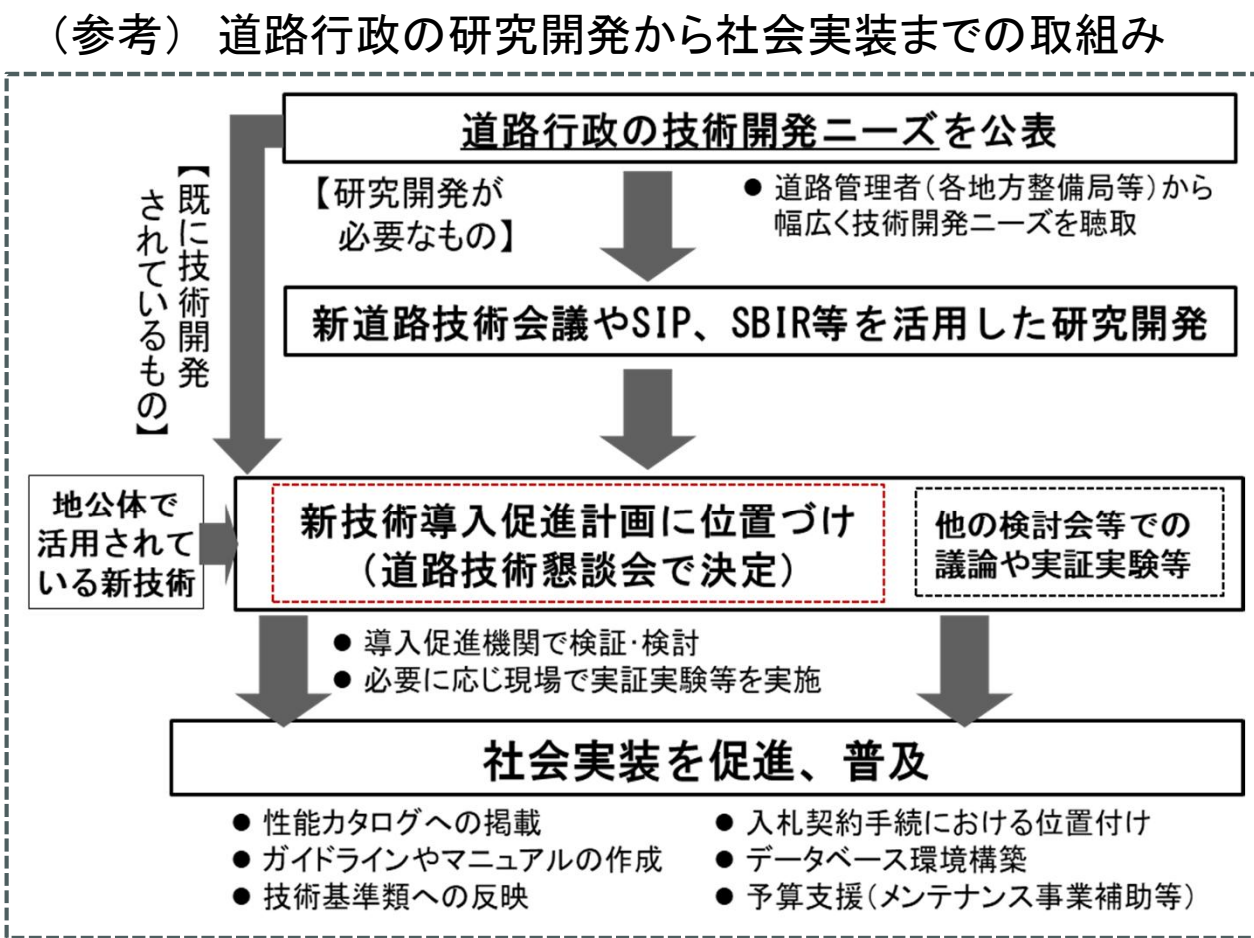 （参考） 道路行政の研究開発から社会実装までの取組み
道路行政の技術開発ニーズを公表
【既に技術開発
されているもの】
【研究開発が
必要なもの】
● 道路管理者（各地方整備局等）から
幅広く技術開発ニーズを聴取
新道路技術会議やSIP、SBIR等を活用した研究開発
地公体で
活用されて
いる新技術
新技術導入促進計画に位置づけ
（道路技術懇談会で決定）
他の検討会等での
議論や実証実験等
● 導入促進機関で検証・検討
● 必要に応じ現場で実証実験等を実施
社会実装を促進、普及
● 性能カタログへの掲載
● ガイドラインやマニュアルの作成
● 技術基準類への反映
● 入札契約手続における位置付け
● データベース環境構築
● 予算支援（メンテナンス事業補助等）